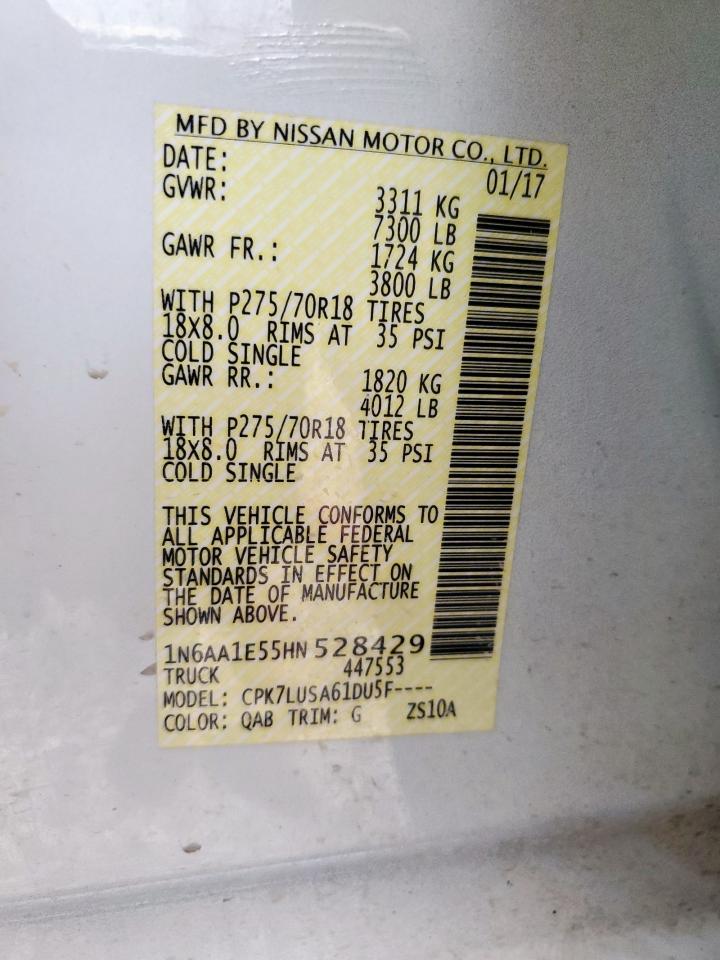 MFD BY NISSAN MOTOR CO., LTD.
DATE: 01/17
GVWR: 3311 KG
7300 LB
GAWR FR.: 1724 KG
3800 LB
WITH P275/70R18 TIRES
18X8.0 RIMS AT 35 PSI
COLD SINGLE
GAWR RR.: 1820 KG
4012 LB
WITH P275/70R18 TIRES
18X8.0 RIMS AT 35 PSI
COLD SINGLE
THIS VEHICLE CONFORMS TO
ALL APPLICABLE FEDERAL
MOTOR VEHICLE SAFETY
STANDARDS IN EFFECT ON
THE DATE OF MANUFACTURE
SHOWN ABOVE.
1N6AA1E55HN528429
TRUCK 447553
MODEL: CPK7LUSA61DU5F----
COLOR: QAB TRIM: G ZS10A